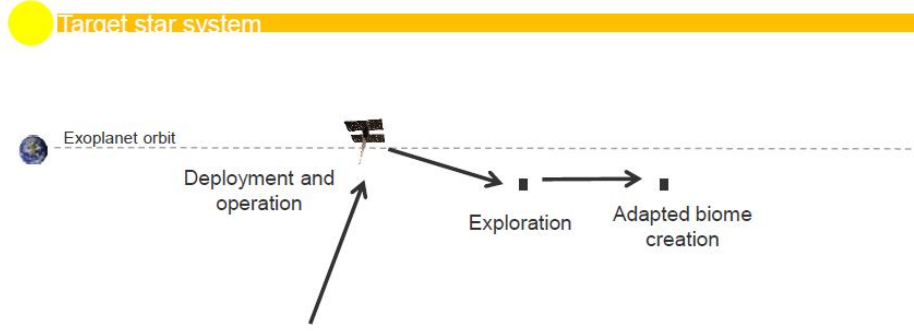 Target star system
Exoplanet orbit
Deployment and
operation
Exploration
Adapted biome
creation